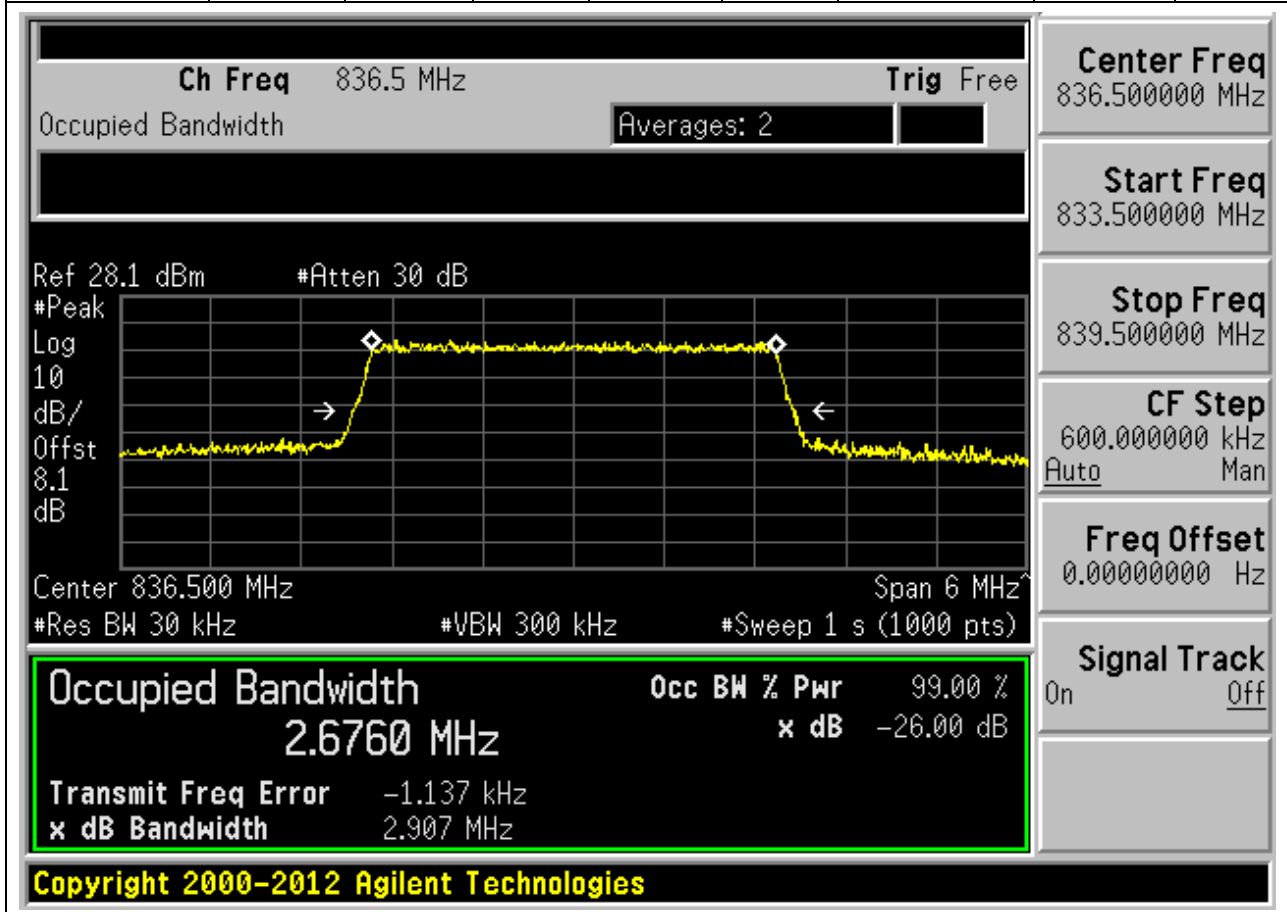 Ch Freq 836.5 MHz Trig Free
Occupied Bandwidth Averages: 2
Ref 28.1 dBm #Atten 30 dB
#Peak
Log
10
dB/
Offst
8.1
dB
Center 836.500 MHz Span 6 MHz^
#Res BW 30 kHz #VBW 300 kHz #Sweep 1 s (1000 pts)
Occupied Bandwidth Occ BW % Pwr 99.00 %
2.6760 MHz x dB -26.00 dB
Transmit Freq Error -1.137 kHz
x dB Bandwidth 2.907 MHz
Copyright 2000-2012 Agilent Technologies
Center Freq
836.500000 MHz
Start Freq
833.500000 MHz
Stop Freq
839.500000 MHz
CF Step
600.000000 kHz
Auto Man
Freq Offset
0.00000000 Hz
Signal Track
On Off